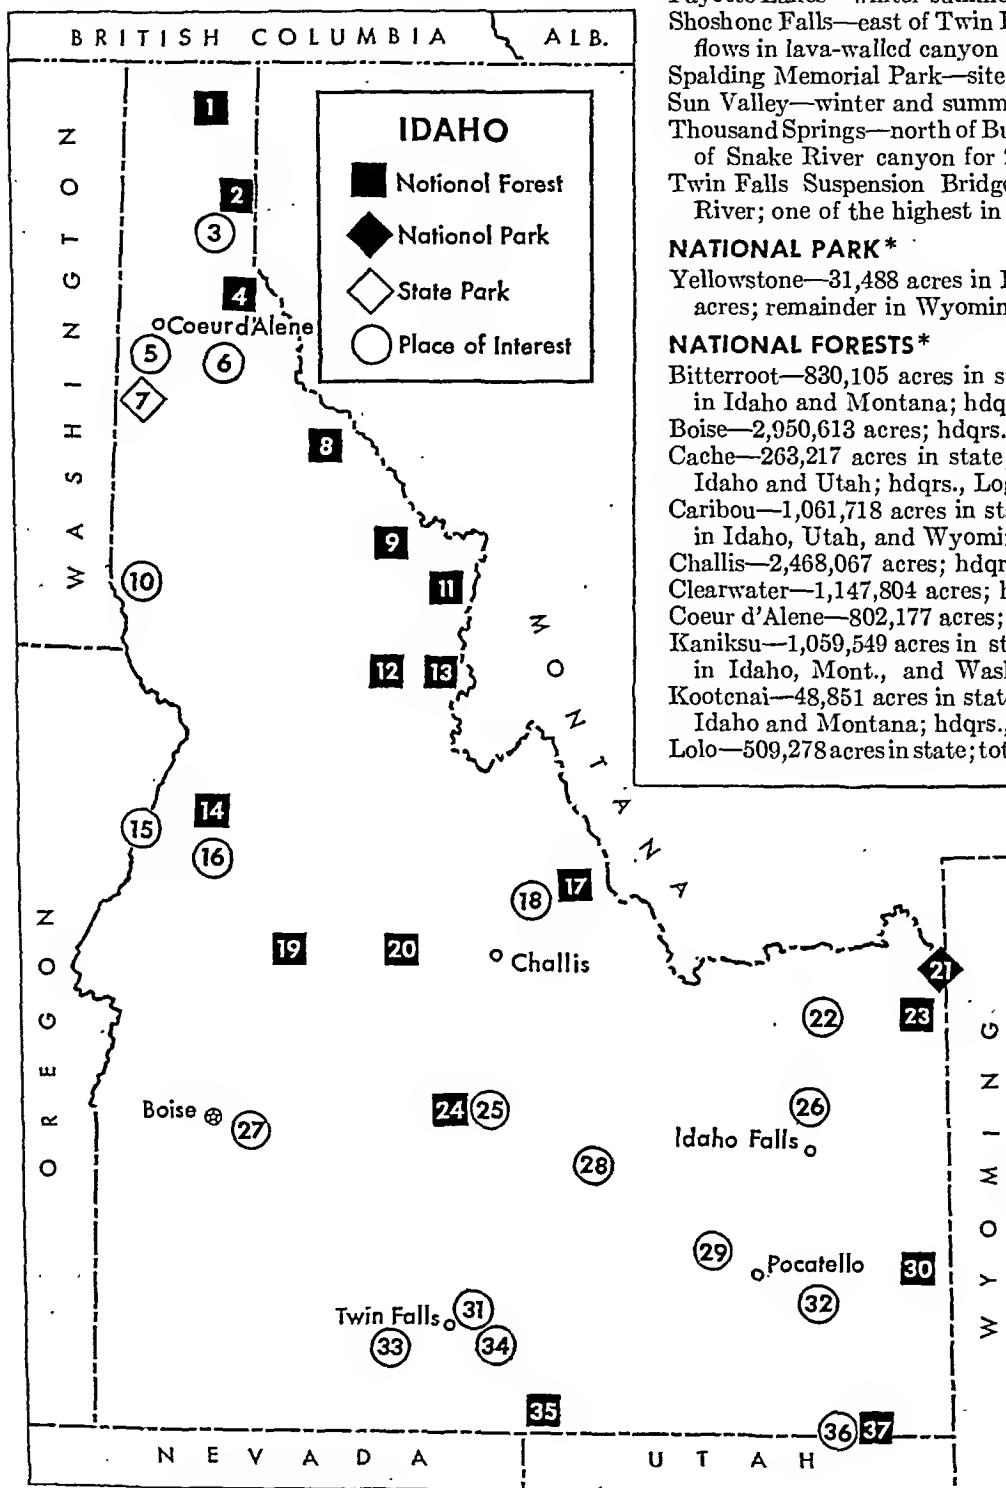 BRITISH COLUMBIA ALB.
WASHINGTON
OREGON
MONTANA
WYOMING
NEVADA
UTAH
IDAHO
Notionol Forest
Nationol Park
State Park
Place of Interest
1
2
3
4
Coeur d'Alene
5
6
7
8
9
10
11
12
13
14
15
16
17
18
19
20
Challis
21
22
23
24
25
26
Boise
27
Idaho Falls
28
29
Pocatello
30
31
Twin Falls
32
33
34
35
36
37
Shoshonc Falls—east of Twin
flows in lava-wallcd canyon
Spalding Memorial Park—site
Sun Valley—winter and summ
Thousand Springs—north of Bu
of Snake River canyon for
Twin Falls Suspension Bridge
River; one of the highest in
NATIONAL PARK*
Yellowstone—31,488 acres in
acres; remainder in Wyomin
NATIONAL FORESTS*
Bitterroot—830,105 acres in s
in Idaho and Montana; hdq
Boise—2,950,613 acres; hdqrs.
Cache—263,217 acres in state
Idaho and Utah; hdqrs., Lo
Caribou—1,061,718 acres in st
in Idaho, Utah, and Wyomi
Challis—2,468,067 acres; hdqr
Clearwater—1,147,804 acres; h
Coeur d'Alene—802,177 acres;
Kaniksu—1,059,549 acres in st
in Idaho, Mont., and Was
Kootcnai—48,851 acres in stat
Idaho and Montana; hdqrs.,
Lolo—509,278 acres in state; tot